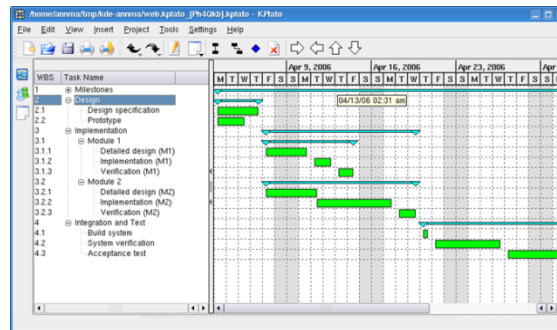 /home/annma/tmp/kde-annma/web.kplato_[Ph4Qkb].kplato - KPlato
File Edit View Insert Project Tools Settings Help
Apr 9, 2006 Apr 16, 2006 Apr 23, 2006 Apr
WBS Task Name M T W T F S S M T W T F S S M T W T F S S M T W T F S S
1 Milestones
2 Design
04/13/06 02:31 am
2.1 Design specification
2.2 Prototype
3 Implementation
3.1 Module 1
3.1.1 Detailed design (M1)
3.1.2 Implementation (M1)
3.1.3 Verification (M1)
3.2 Module 2
3.2.1 Detailed design (M2)
3.2.2 Implementation (M2)
3.2.3 Verification (M2)
4 Integration and Test
4.1 Build system
4.2 System verification
4.3 Acceptance test